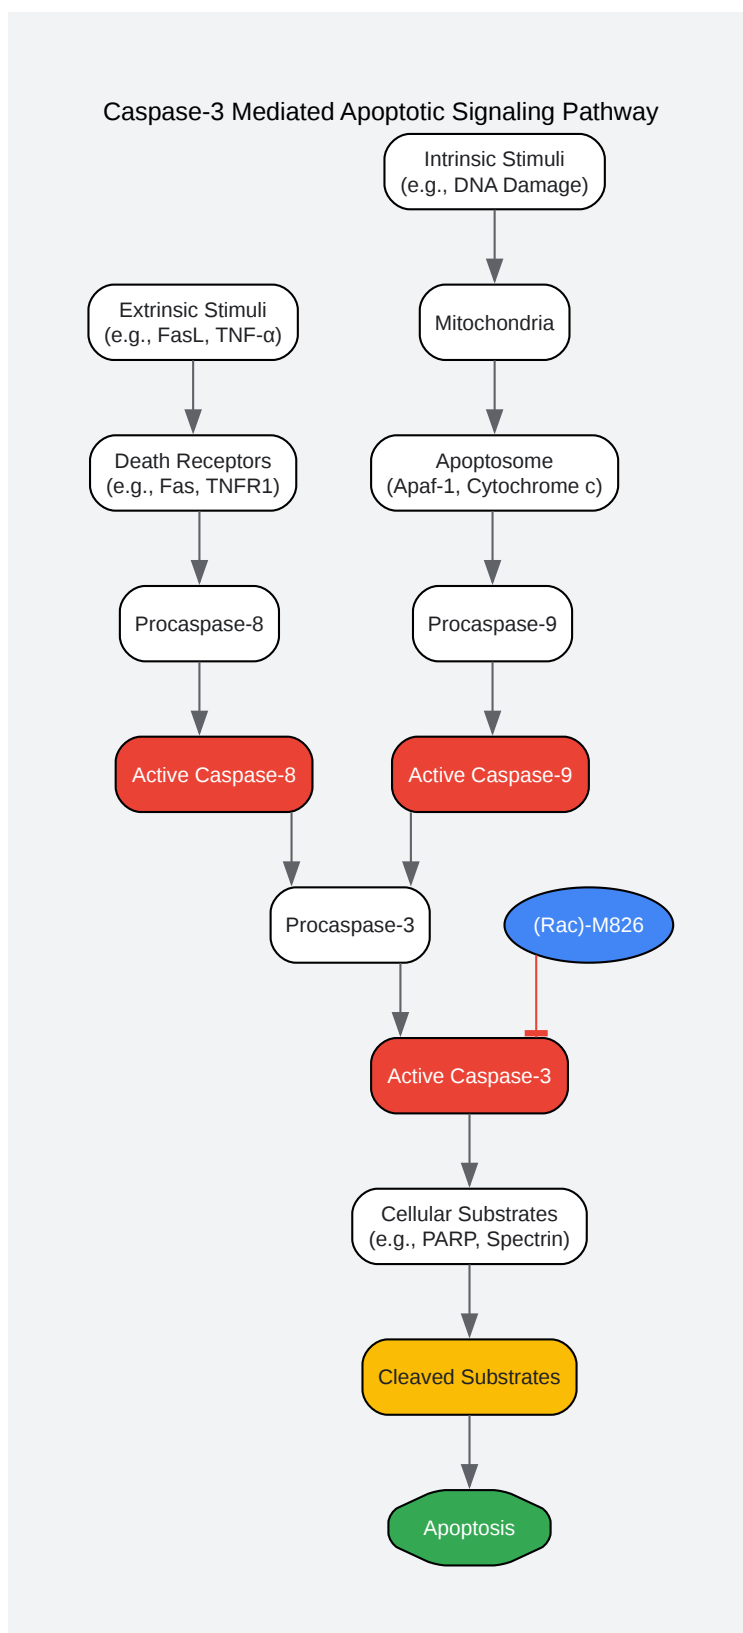 Caspase-3 Mediated Apoptotic Signaling Pathway
Intrinsic Stimuli
(e.g., DNA Damage)
Extrinsic Stimuli
(e.g., FasL, TNF-α)
Mitochondria
Death Receptors
(e.g., Fas, TNFR1)
Apoptosome
(Apaf-1, Cytochrome c)
Procaspase-8
Procaspase-9
Active Caspase-8
Active Caspase-9
Procaspase-3
(Rac)-M826
Active Caspase-3
Cellular Substrates
(e.g., PARP, Spectrin)
Cleaved Substrates
Apoptosis